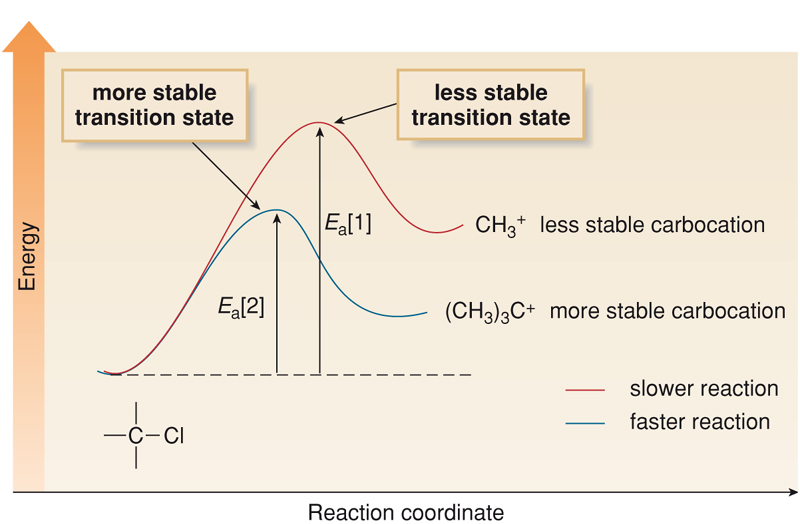 more stable
transition state
less stable
transition state
Energy
Eₐ[1]
CH₃⁺ less stable carbocation
Eₐ[2]
(CH₃)₃C⁺ more stable carbocation
slower reaction
faster reaction
C Cl
Reaction coordinate